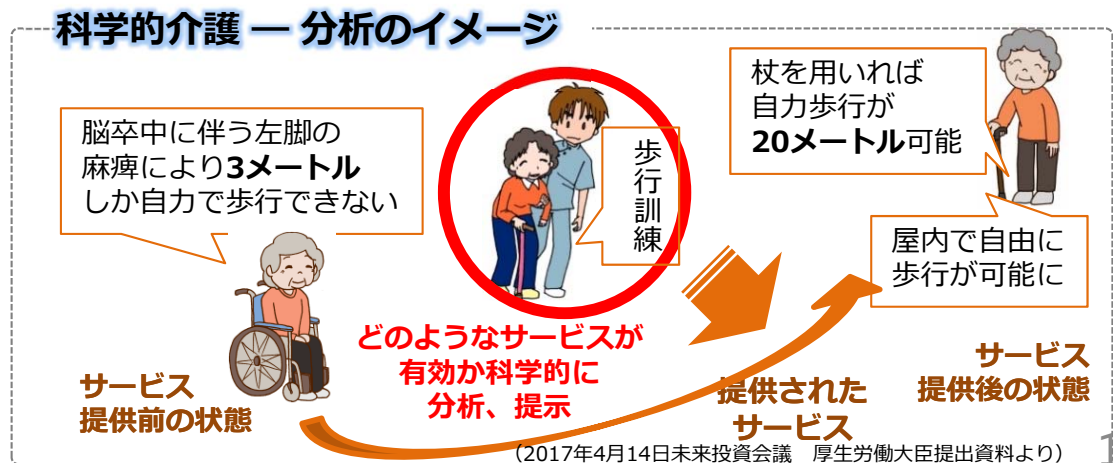 科学的介護 ― 分析のイメージ
脳卒中に伴う左脚の
麻痺により3メートル
しか自力で歩行できない
歩行訓練
杖を用いれば
自力歩行が
20メートル可能
屋内で自由に
歩行が可能に
どのようなサービスが
有効か科学的に
分析、提示
サービス
提供前の状態
提供された
サービス
サービス
提供後の状態
(2017年4月14日未来投資会議　厚生労働大臣提出資料より)